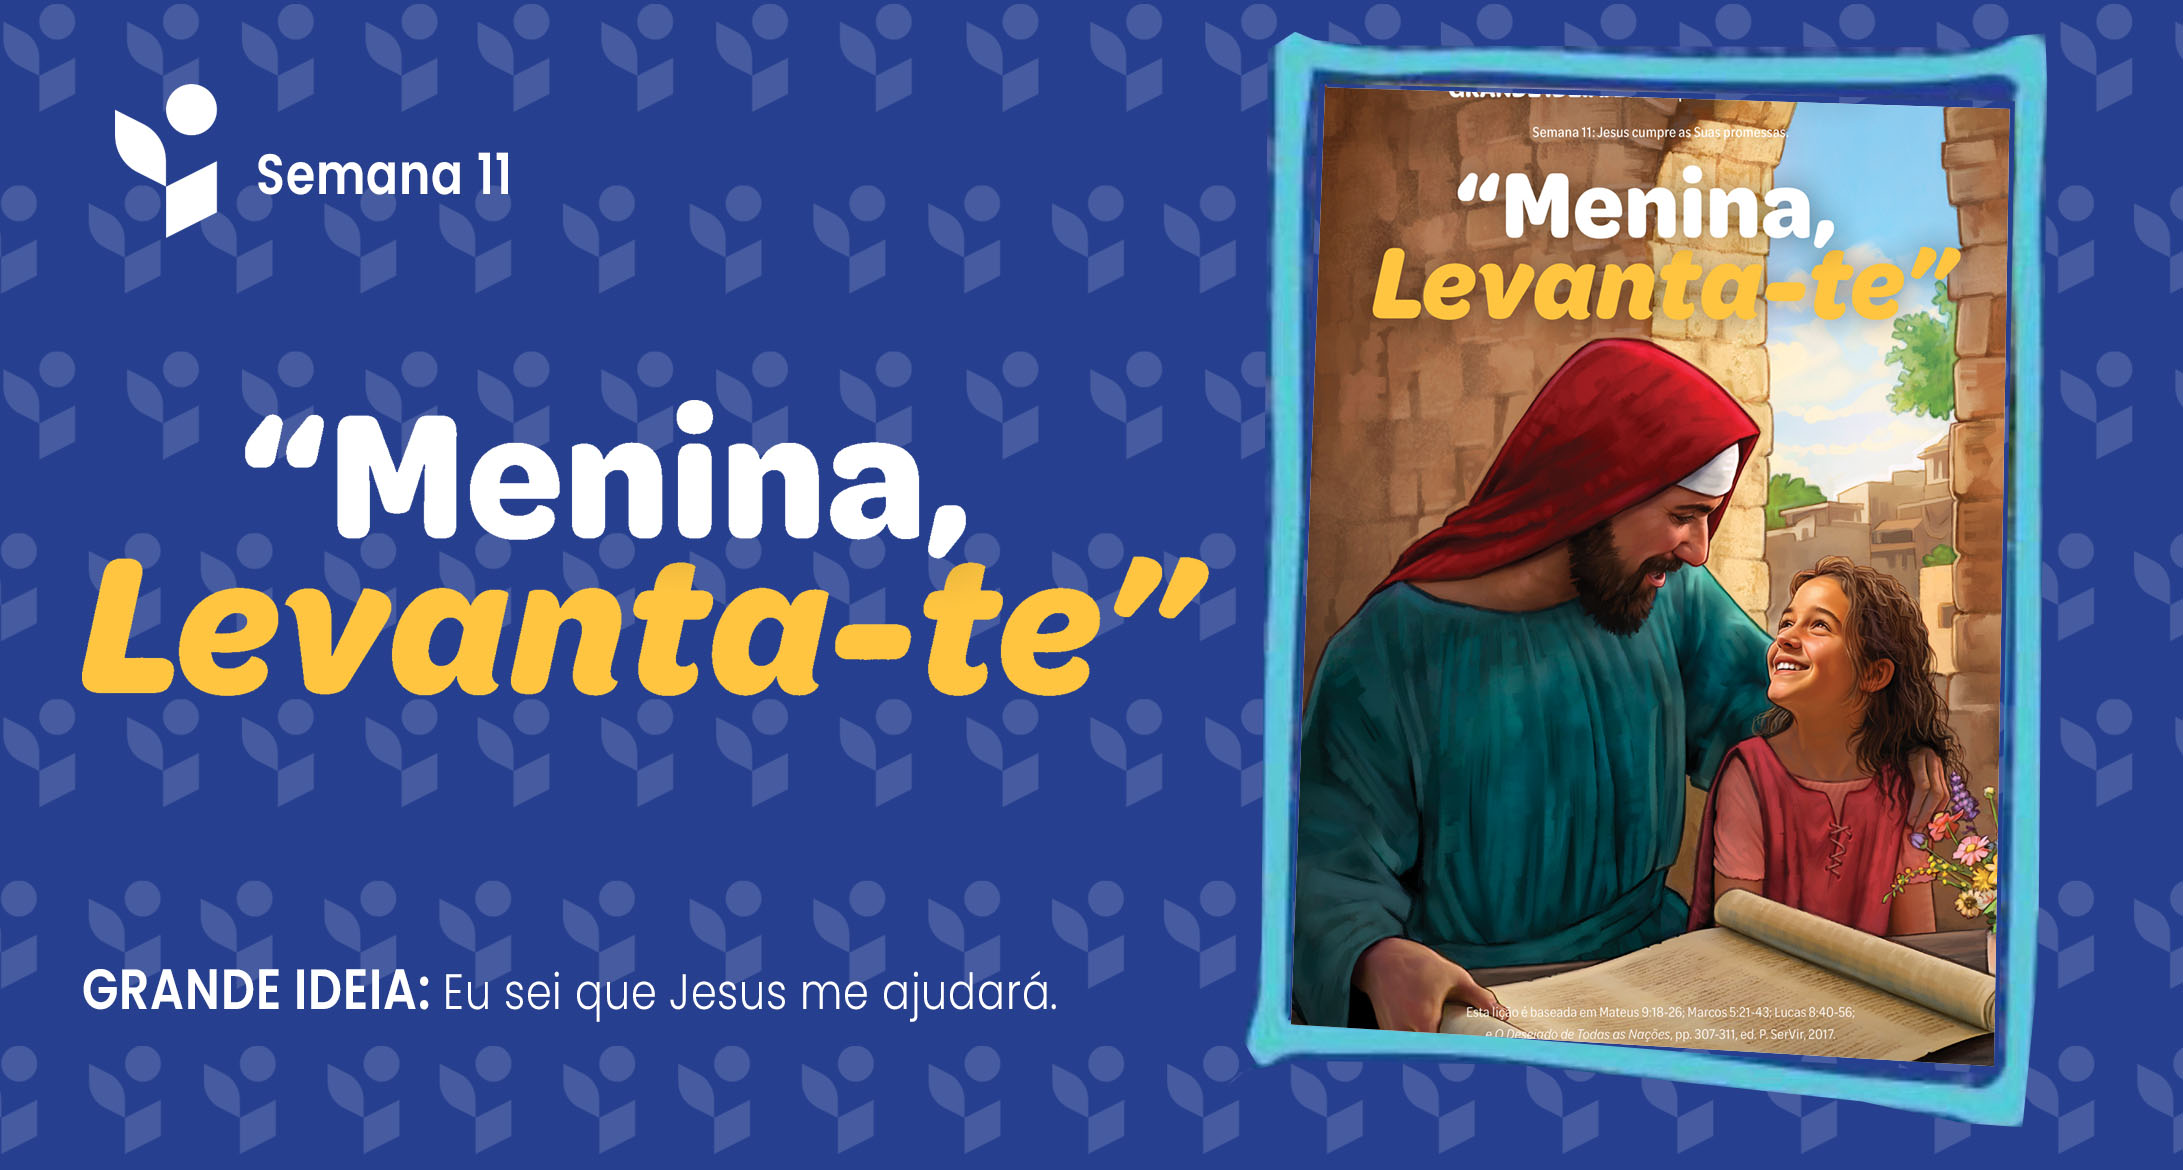 Semana 11
“Menina,
Levanta-te”
GRANDE IDEIA: Eu sei que Jesus me ajudará.
Semana 11: Jesus cumpre as Suas promessas.
“Menina,
Levanta-te”
Esta lição é baseada em Mateus 9:18-26; Marcos 5:21-43; Lucas 8:40-56;
e O Desejado de Todas as Nações, pp. 307-311, ed. P. SerVir, 2017.